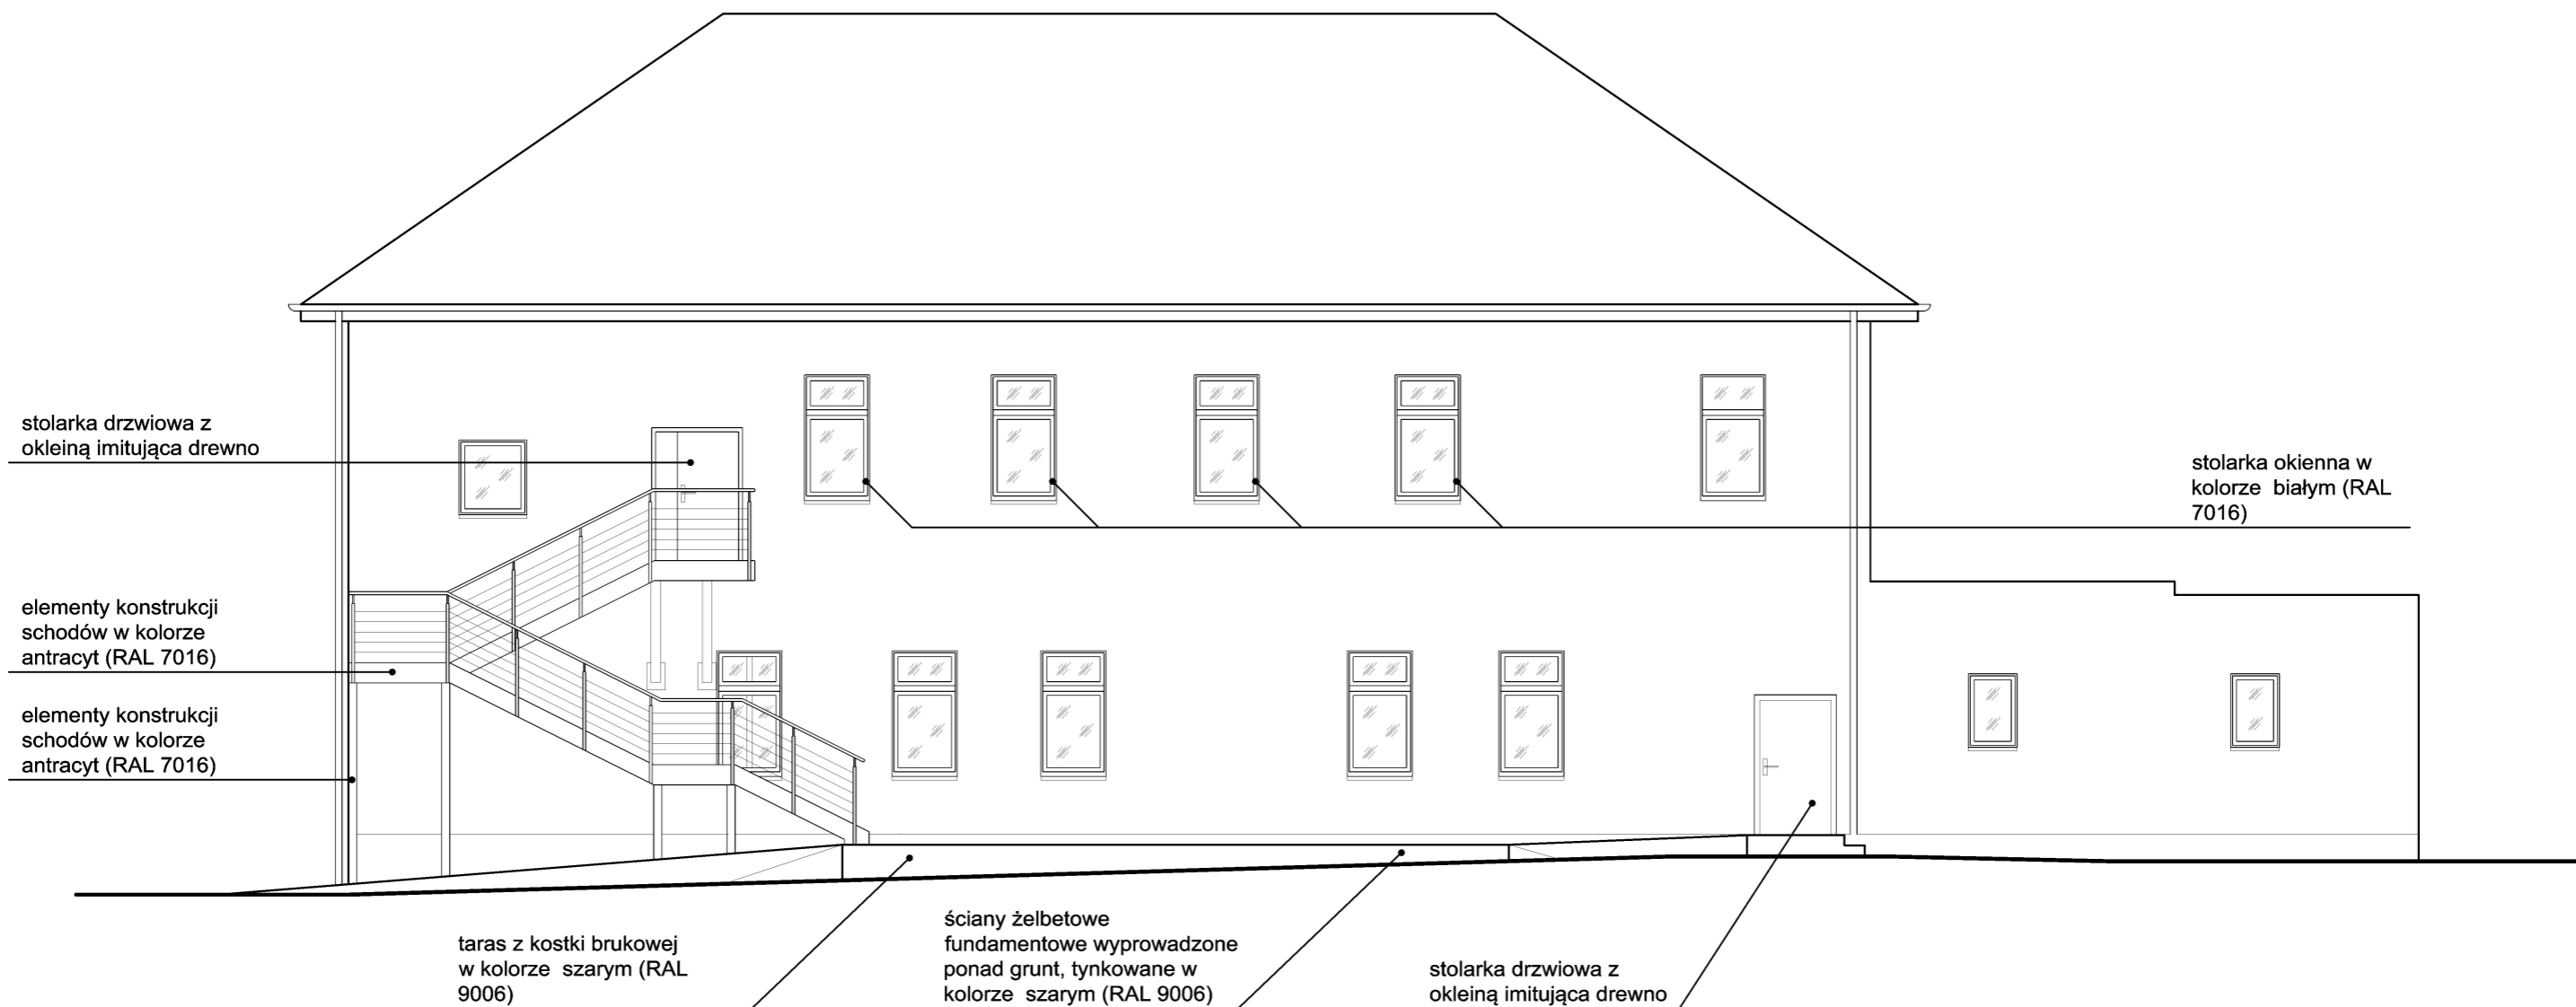 stolarka drzwiowa z
okleiną imitująca drewno
stolarka okienna w
kolorze białym (RAL
7016)
elementy konstrukcji
schodów w kolorze
antracyt (RAL 7016)
elementy konstrukcji
schodów w kolorze
antracyt (RAL 7016)
taras z kostki brukowej
w kolorze szarym (RAL
9006)
ściany żelbetowe
fundamentowe wyprowadzone
ponad grunt, tynkowane w
kolorze szarym (RAL 9006)
stolarka drzwiowa z
okleiną imitująca drewno